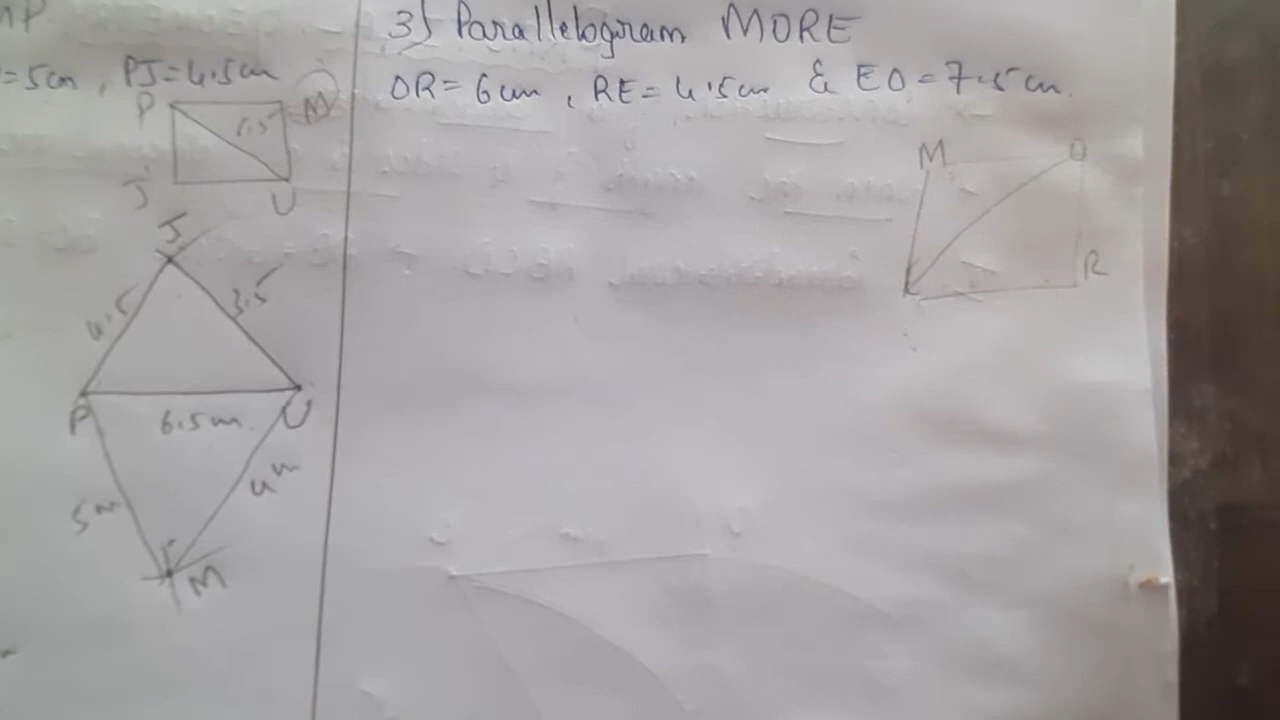 MP
=5cm, PJ=4.5cm
P
M
6.5
J
U
J
4.5
3.5
P
6.5cm
U
5cm
4cm
M
3) Parallelogram MORE
OR=6cm, RE=4.5cm & EO=7.5cm.
M
O
E
R